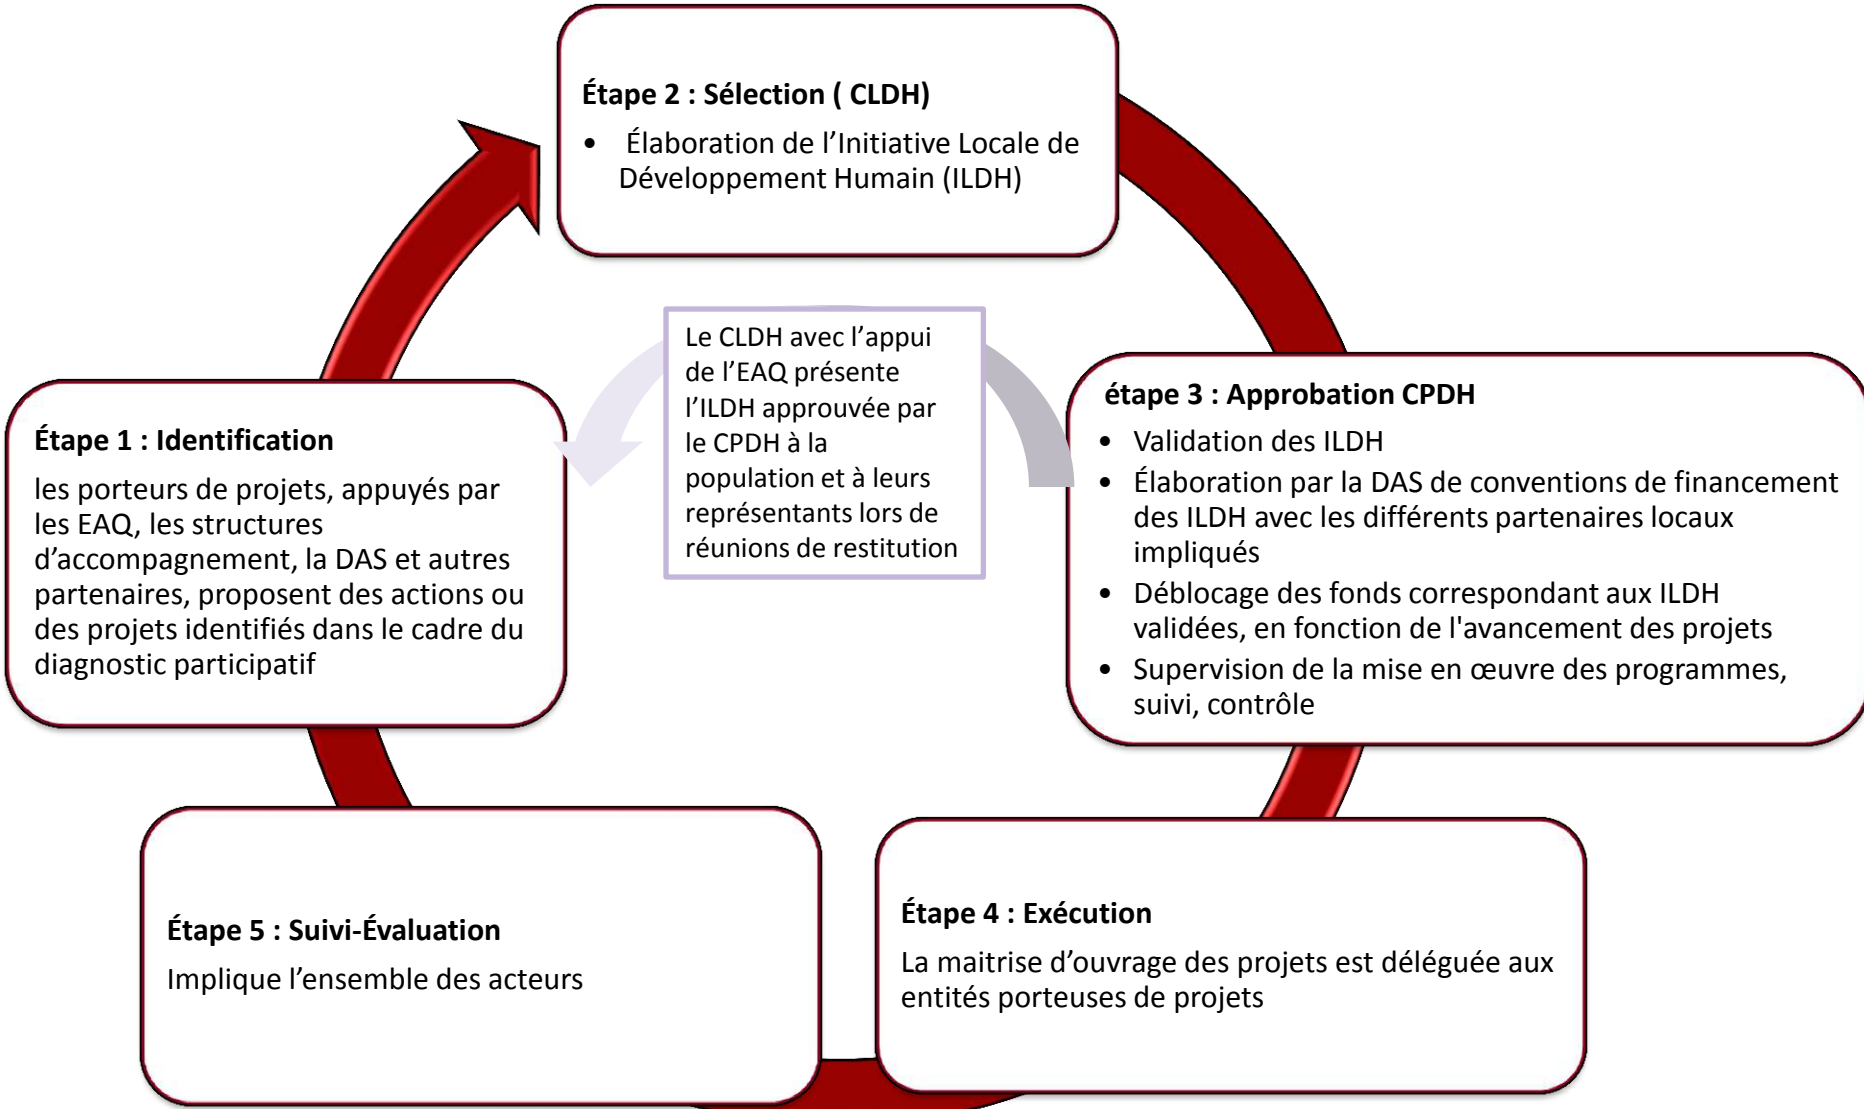 Étape 2 : Sélection ( CLDH)
• Élaboration de l’Initiative Locale de
Développement Humain (ILDH)
Le CLDH avec l’appui
de l’EAQ présente
l’ILDH approuvée par
le CPDH à la
population et à leurs
représentants lors de
réunions de restitution
étape 3 : Approbation CPDH
• Validation des ILDH
• Élaboration par la DAS de conventions de financement
des ILDH avec les différents partenaires locaux
impliqués
• Déblocage des fonds correspondant aux ILDH
validées, en fonction de l'avancement des projets
• Supervision de la mise en œuvre des programmes,
suivi, contrôle
Étape 1 : Identification
les porteurs de projets, appuyés par
les EAQ, les structures
d’accompagnement, la DAS et autres
partenaires, proposent des actions ou
des projets identifiés dans le cadre du
diagnostic participatif
Étape 5 : Suivi-Évaluation
Implique l’ensemble des acteurs
Étape 4 : Exécution
La maitrise d’ouvrage des projets est déléguée aux
entités porteuses de projets